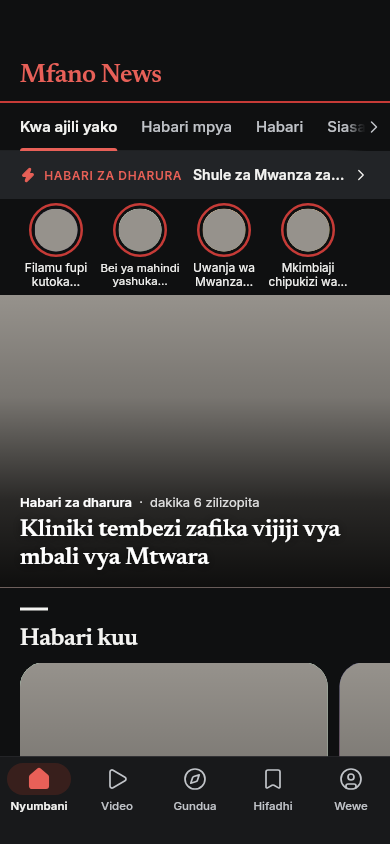 Mfano News
Kwa ajili yako Habari mpya Habari Siasa
HABARI ZA DHARURA Shule za Mwanza za...
Filamu fupi kutoka...
Bei ya mahindi yashuka...
Uwanja wa Mwanza...
Mkimbiaji chipukizi wa...
Habari za dharura · dakika 6 zilizopita
Kliniki tembezi zafika vijiji vya
mbali vya Mtwara
Habari kuu
Nyumbani Video Gundua Hifadhi Wewe